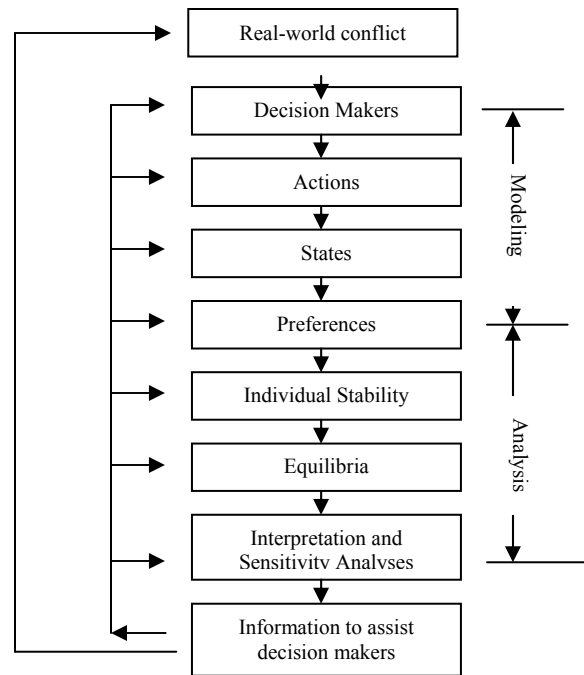 Real-world conflict
Decision Makers
Actions
States
Preferences
Individual Stability
Equilibria
Interpretation and
Sensitivity Analyses
Information to assist
decision makers
Modeling
Analysis